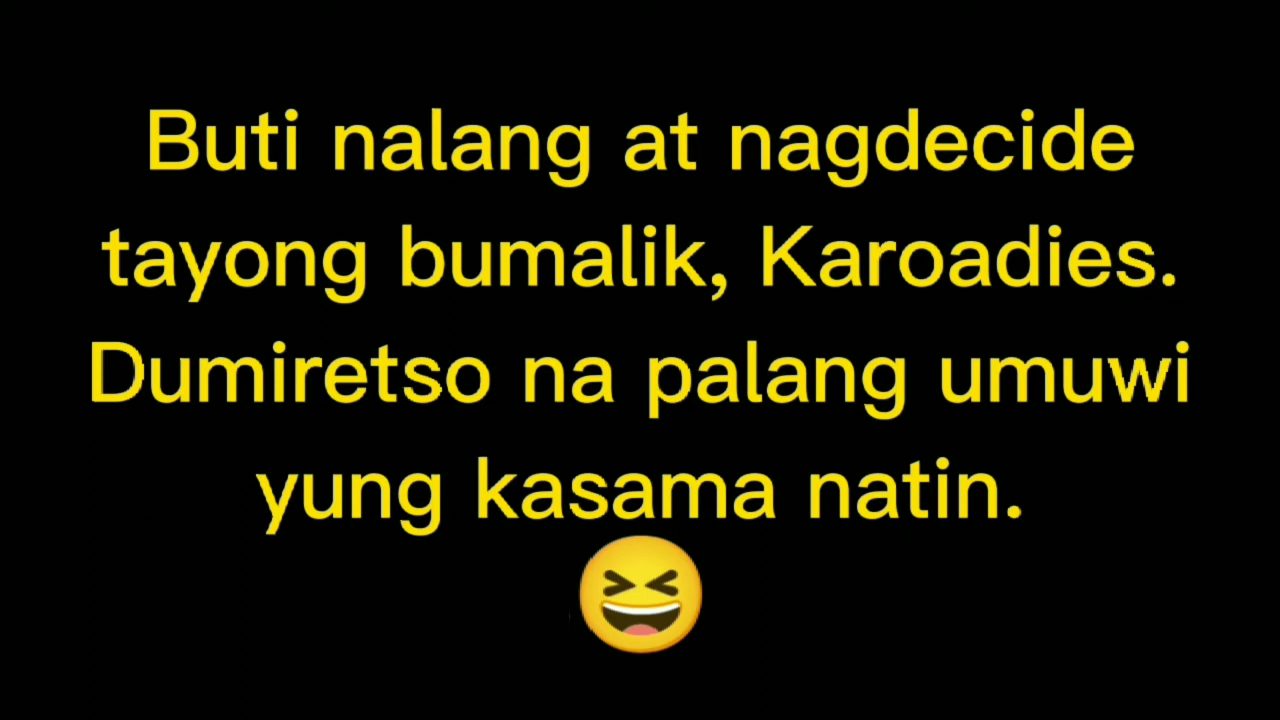 Buti nalang at nagdecide
tayong bumalik, Karoadies.
Dumiretso na palang umuwi
yung kasama natin.